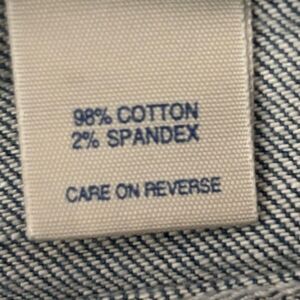 98% COTTON
2% SPANDEX
CARE ON REVERSE